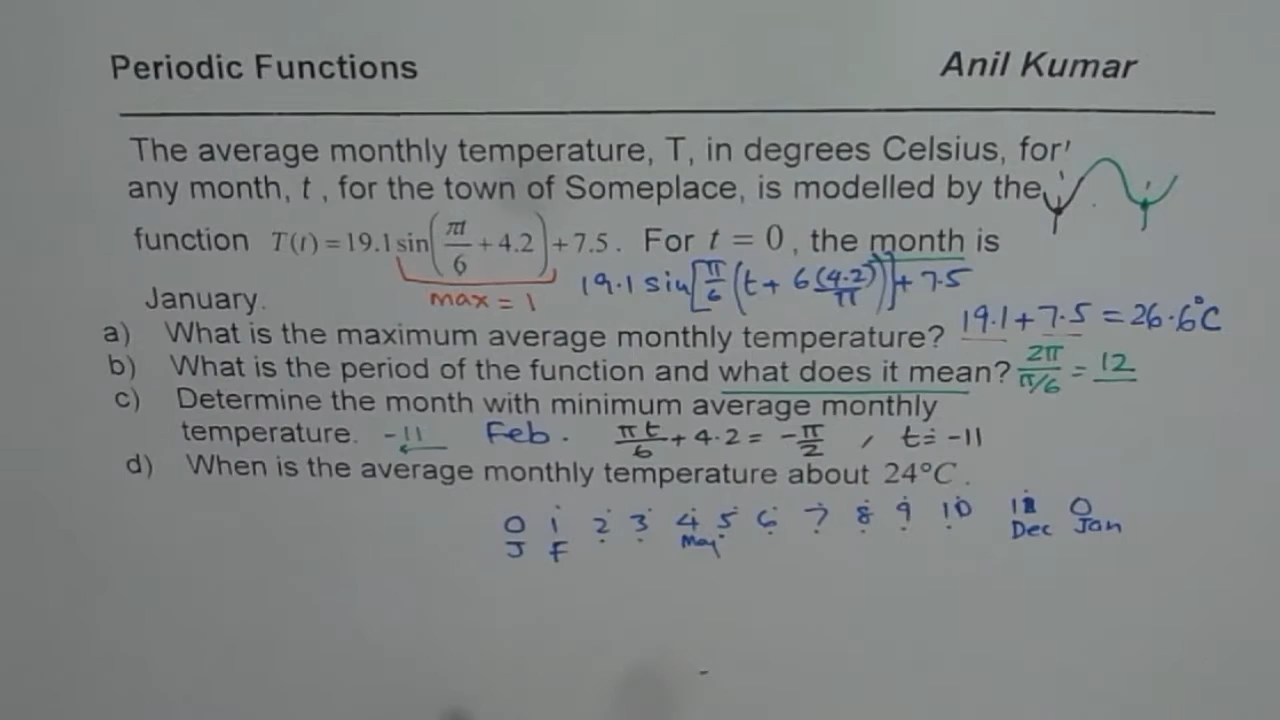 Periodic Functions Anil Kumar
The average monthly temperature, T, in degrees Celsius, for
any month, t , for the town of Someplace, is modelled by the
function T(t) = 19.1 sin(πt/6 + 4.2) + 7.5 . For t = 0 , the month is
19.1 sin[π/6 (t + 6(4.2)/π)] + 7.5
January.
max = 1
19.1 + 7.5 = 26.6°C
a) What is the maximum average monthly temperature?
b) What is the period of the function and what does it mean? 2π/π/6 = 12
c) Determine the month with minimum average monthly
temperature. -11 Feb. πt/6 + 4.2 = -π/2 , t ≐ -11
d) When is the average monthly temperature about 24°C .
0 1 2 3 4 5 6 7 8 9 10 0
J F May Dec Jan